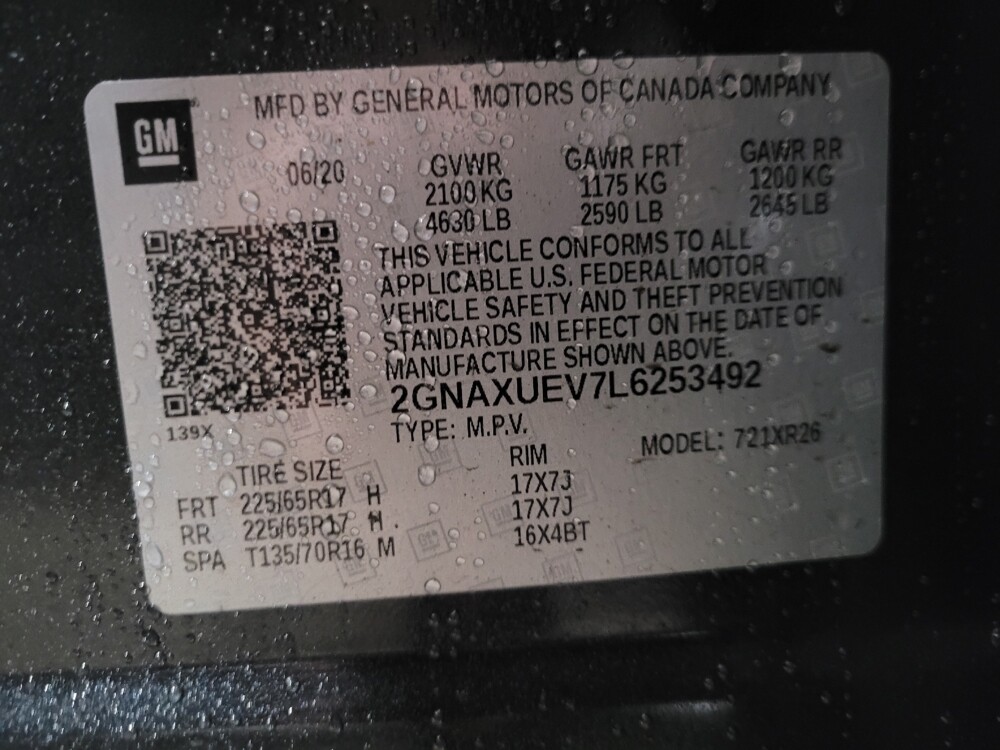 MFD BY GENERAL MOTORS OF CANADA COMPANY
GM
06/20
GVWR GAWR FRT GAWR RR
2100 KG 1175 KG 1200 KG
4630 LB 2590 LB 2645 LB
THIS VEHICLE CONFORMS TO ALL
APPLICABLE U.S. FEDERAL MOTOR
VEHICLE SAFETY AND THEFT PREVENTION
STANDARDS IN EFFECT ON THE DATE OF
MANUFACTURE SHOWN ABOVE.
2GNAXUEV7L6253492
139X
TYPE: M.P.V. MODEL: 721XR26
TIRE SIZE RIM
FRT 225/65R17 H 17X7J
RR 225/65R17 H 17X7J
SPA T135/70R16 M 16X4BT